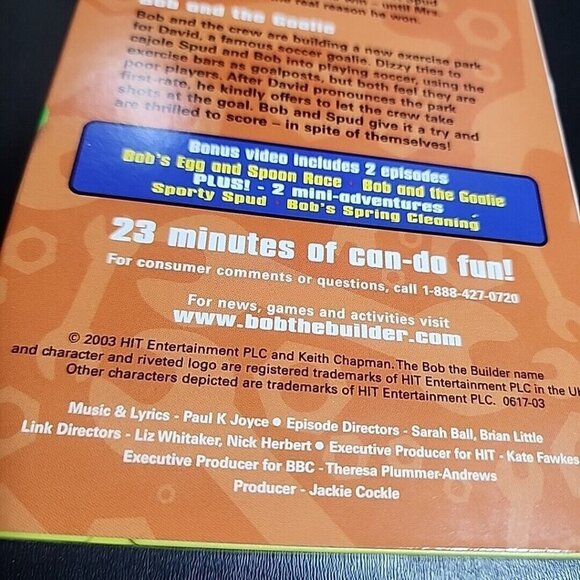 the real reason he won. – until Mrs.
Bob and the Goalie
Bob and the crew are building a new exercise park
for David, a famous soccer goalie. Dizzy tries to
cajole Spud and Bob into playing soccer, using the
exercise bars as goalposts, but both feel they are
poor players. After David pronounces the park
first-rate, he kindly offers to let the crew take
shots at the goal. Bob and Spud give it a try and
are thrilled to score – in spite of themselves!
Bonus video includes 2 episodes
Bob's Egg and Spoon Race · Bob and the Goalie
PLUS! - 2 mini-adventures
Sporty Spud · Bob's Spring Cleaning
23 minutes of can-do fun!
For consumer comments or questions, call 1-888-427-0720
For news, games and activities visit
www.bobthebuilder.com
© 2003 HIT Entertainment PLC and Keith Chapman. The Bob the Builder name
and character and riveted logo are registered trademarks of HIT Entertainment PLC in the UK
Other characters depicted are trademarks of HIT Entertainment PLC. 0617-03
Music & Lyrics - Paul K Joyce ● Episode Directors - Sarah Ball, Brian Little
Link Directors - Liz Whitaker, Nick Herbert ● Executive Producer for HIT - Kate Fawkes
Executive Producer for BBC - Theresa Plummer-Andrews
Producer - Jackie Cockle